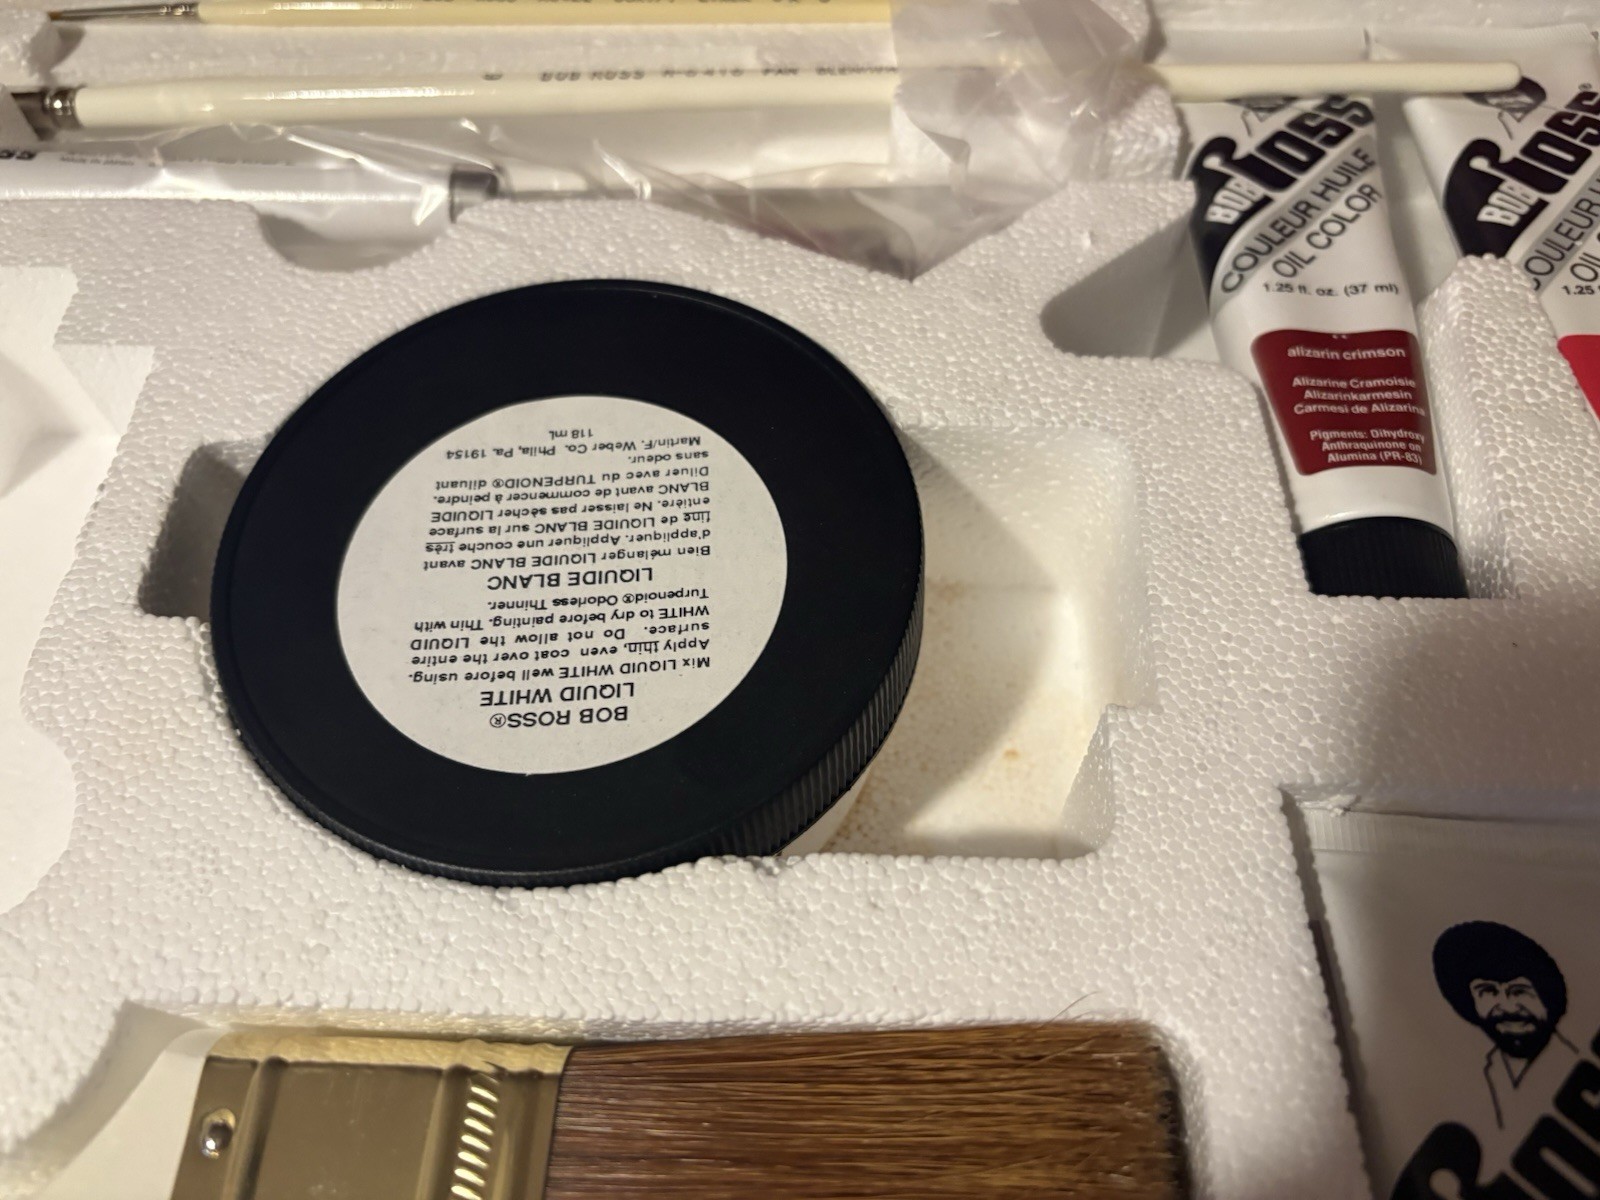 BOB ROSS R-6416 FAN BLENDER
BOB ROSS®
LIQUID WHITE
Mix LIQUID WHITE well before using.
Apply thin, even coat over the entire
surface. Do not allow the LIQUID
WHITE to dry before painting. Thin with
Turpenoid® Odorless Thinner.
LIQUIDE BLANC
Bien mélanger LIQUIDE BLANC avant
d'appliquer. Appliquer une couche très
fine de LIQUIDE BLANC sur la surface
entière. Ne laisser pas sécher LIQUIDE
BLANC avant de commencer à peindre.
Diluer avec du TURPENOID® diluant
sans odeur.
Martin/F. Weber Co. Phila, Pa. 19154
118 mL
BOB ROSS
COULEUR HUILE
OIL COLOR
1.25 fl. oz. (37 ml)
alizarin crimson
Alizarine Cramoisie
Alizarinkarmesin
Carmesi de Alizarina
Pigments: Dihydroxy
Anthraquinone on
Alumina (PR-83)
BOB ROSS®
COULEUR
OIL
1.25
ROSS